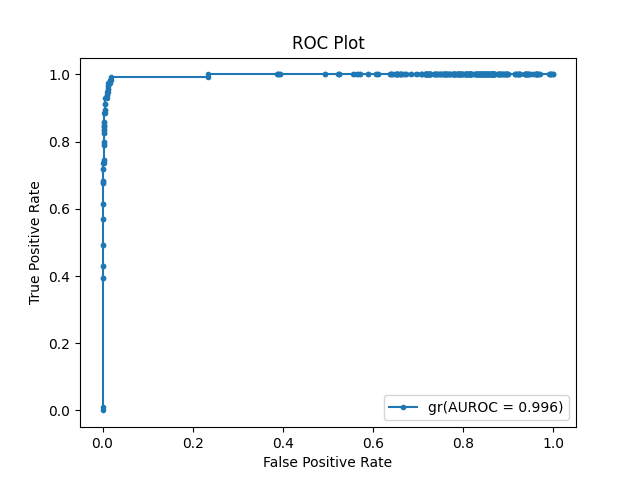 ROC Plot
1.0
0.8
0.6
0.4
0.2
0.0
True Positive Rate
gr(AUROC = 0.996)
0.0 0.2 0.4 0.6 0.8 1.0
False Positive Rate